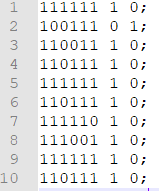 1 111111 1 0;
2 100111 0 1;
3 110011 1 0;
4 110111 1 0;
5 111111 1 0;
6 110111 1 0;
7 111110 1 0;
8 111001 1 0;
9 111111 1 0;
10 110111 1 0;